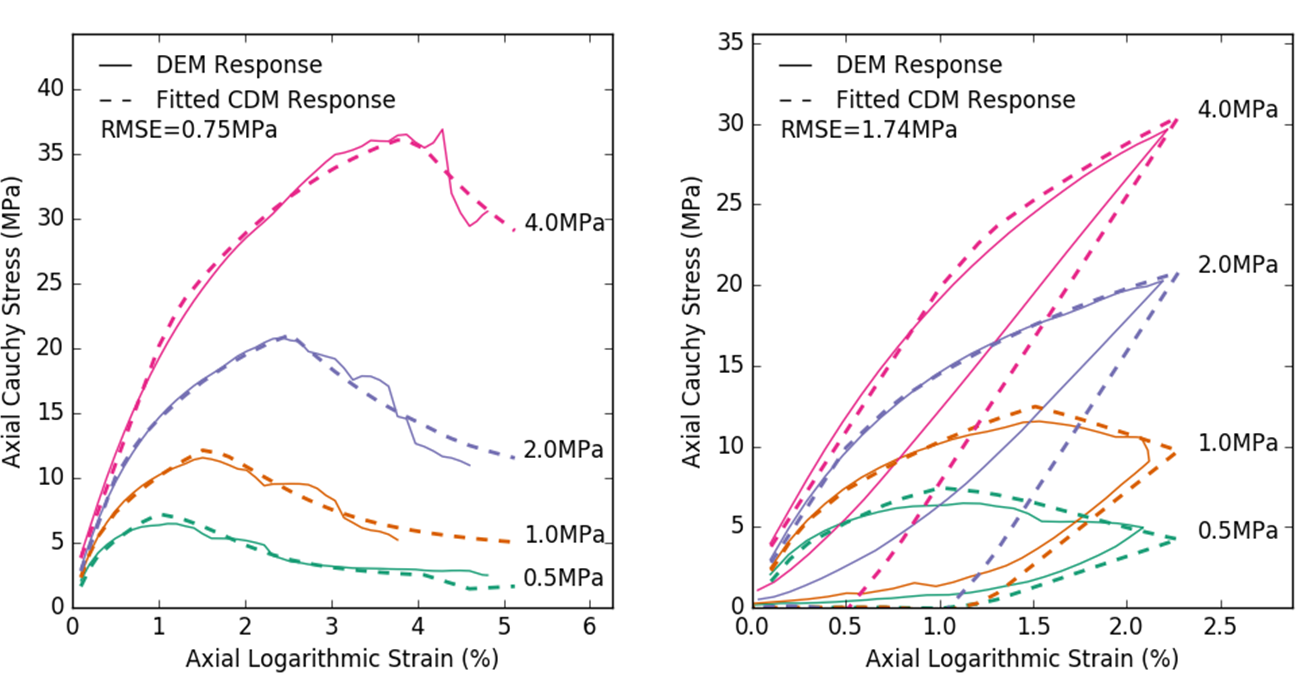 DEM Response
Fitted CDM Response
RMSE=0.75MPa
40
35
30
25
20
15
10
5
0
0 1 2 3 4 5 6
Axial Cauchy Stress (MPa)
Axial Logarithmic Strain (%)
4.0MPa
2.0MPa
1.0MPa
0.5MPa
DEM Response
Fitted CDM Response
RMSE=1.74MPa
35
30
25
20
15
10
5
0
0.0 0.5 1.0 1.5 2.0 2.5
Axial Cauchy Stress (MPa)
Axial Logarithmic Strain (%)
4.0MPa
2.0MPa
1.0MPa
0.5MPa